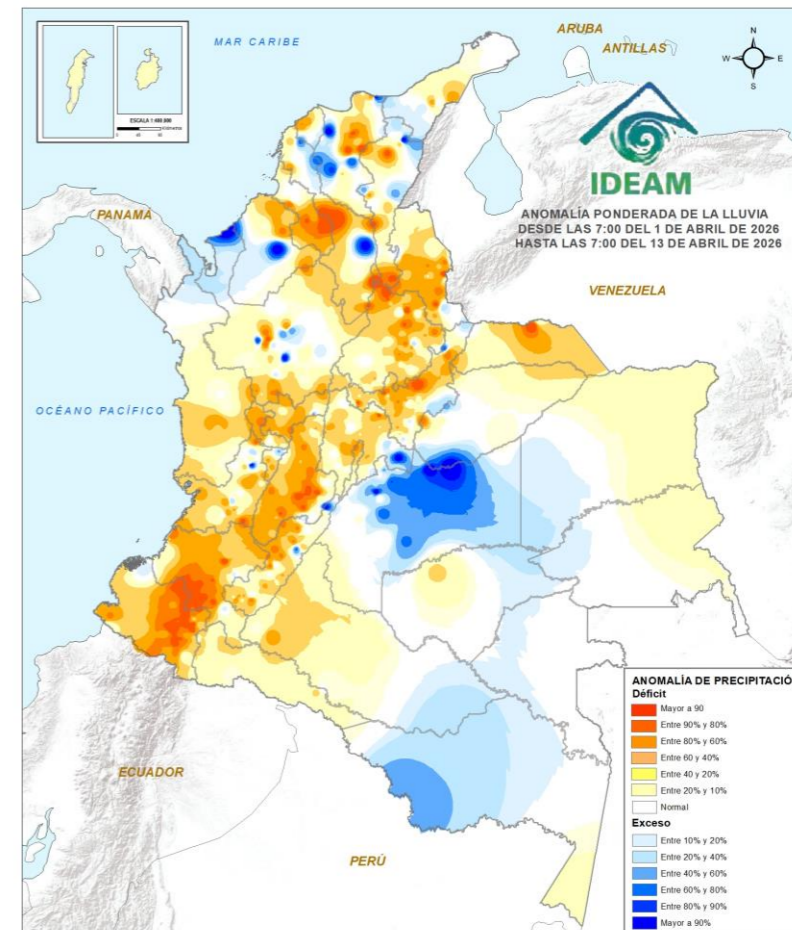 MAR CARIBE
ARUBA
ANTILLAS
N
W
E
S
ESCALA 1:400.000
IDEAM
ANOMALÍA PONDERADA DE LA LLUVIA
DESDE LAS 7:00 DEL 1 DE ABRIL DE 2026
HASTA LAS 7:00 DEL 13 DE ABRIL DE 2026
PANAMÁ
VENEZUELA
OCÉANO PACÍFICO
ECUADOR
PERÚ
ANOMALÍA DE PRECIPITACIÓ
Déficit
Mayor a 90
Entre 90% y 80%
Entre 80% y 60%
Entre 60 y 40%
Entre 40 y 20%
Entre 20% y 10%
Normal
Exceso
Entre 10% y 20%
Entre 20% y 40%
Entre 40% y 60%
Entre 60% y 80%
Entre 80% y 90%
Mayor a 90%